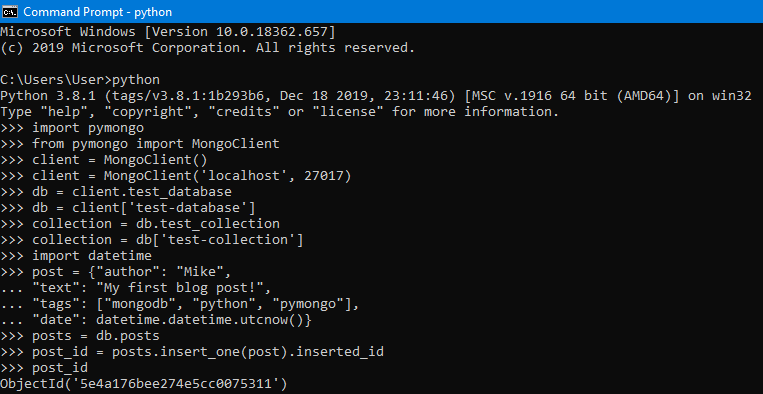 Command Prompt - python
Microsoft Windows [Version 10.0.18362.657]
(c) 2019 Microsoft Corporation. All rights reserved.
C:\Users\User>python
Python 3.8.1 (tags/v3.8.1:1b293b6, Dec 18 2019, 23:11:46) [MSC v.1916 64 bit (AMD64)] on win32
Type "help", "copyright", "credits" or "license" for more information.
>>> import pymongo
>>> from pymongo import MongoClient
>>> client = MongoClient()
>>> client = MongoClient('localhost', 27017)
>>> db = client.test_database
>>> db = client['test-database']
>>> collection = db.test_collection
>>> collection = db['test-collection']
>>> import datetime
>>> post = {"author": "Mike",
... "text": "My first blog post!",
... "tags": ["mongodb", "python", "pymongo"],
... "date": datetime.datetime.utcnow()}
>>> posts = db.posts
>>> post_id = posts.insert_one(post).inserted_id
>>> post_id
ObjectId('5e4a176bee274e5cc0075311')